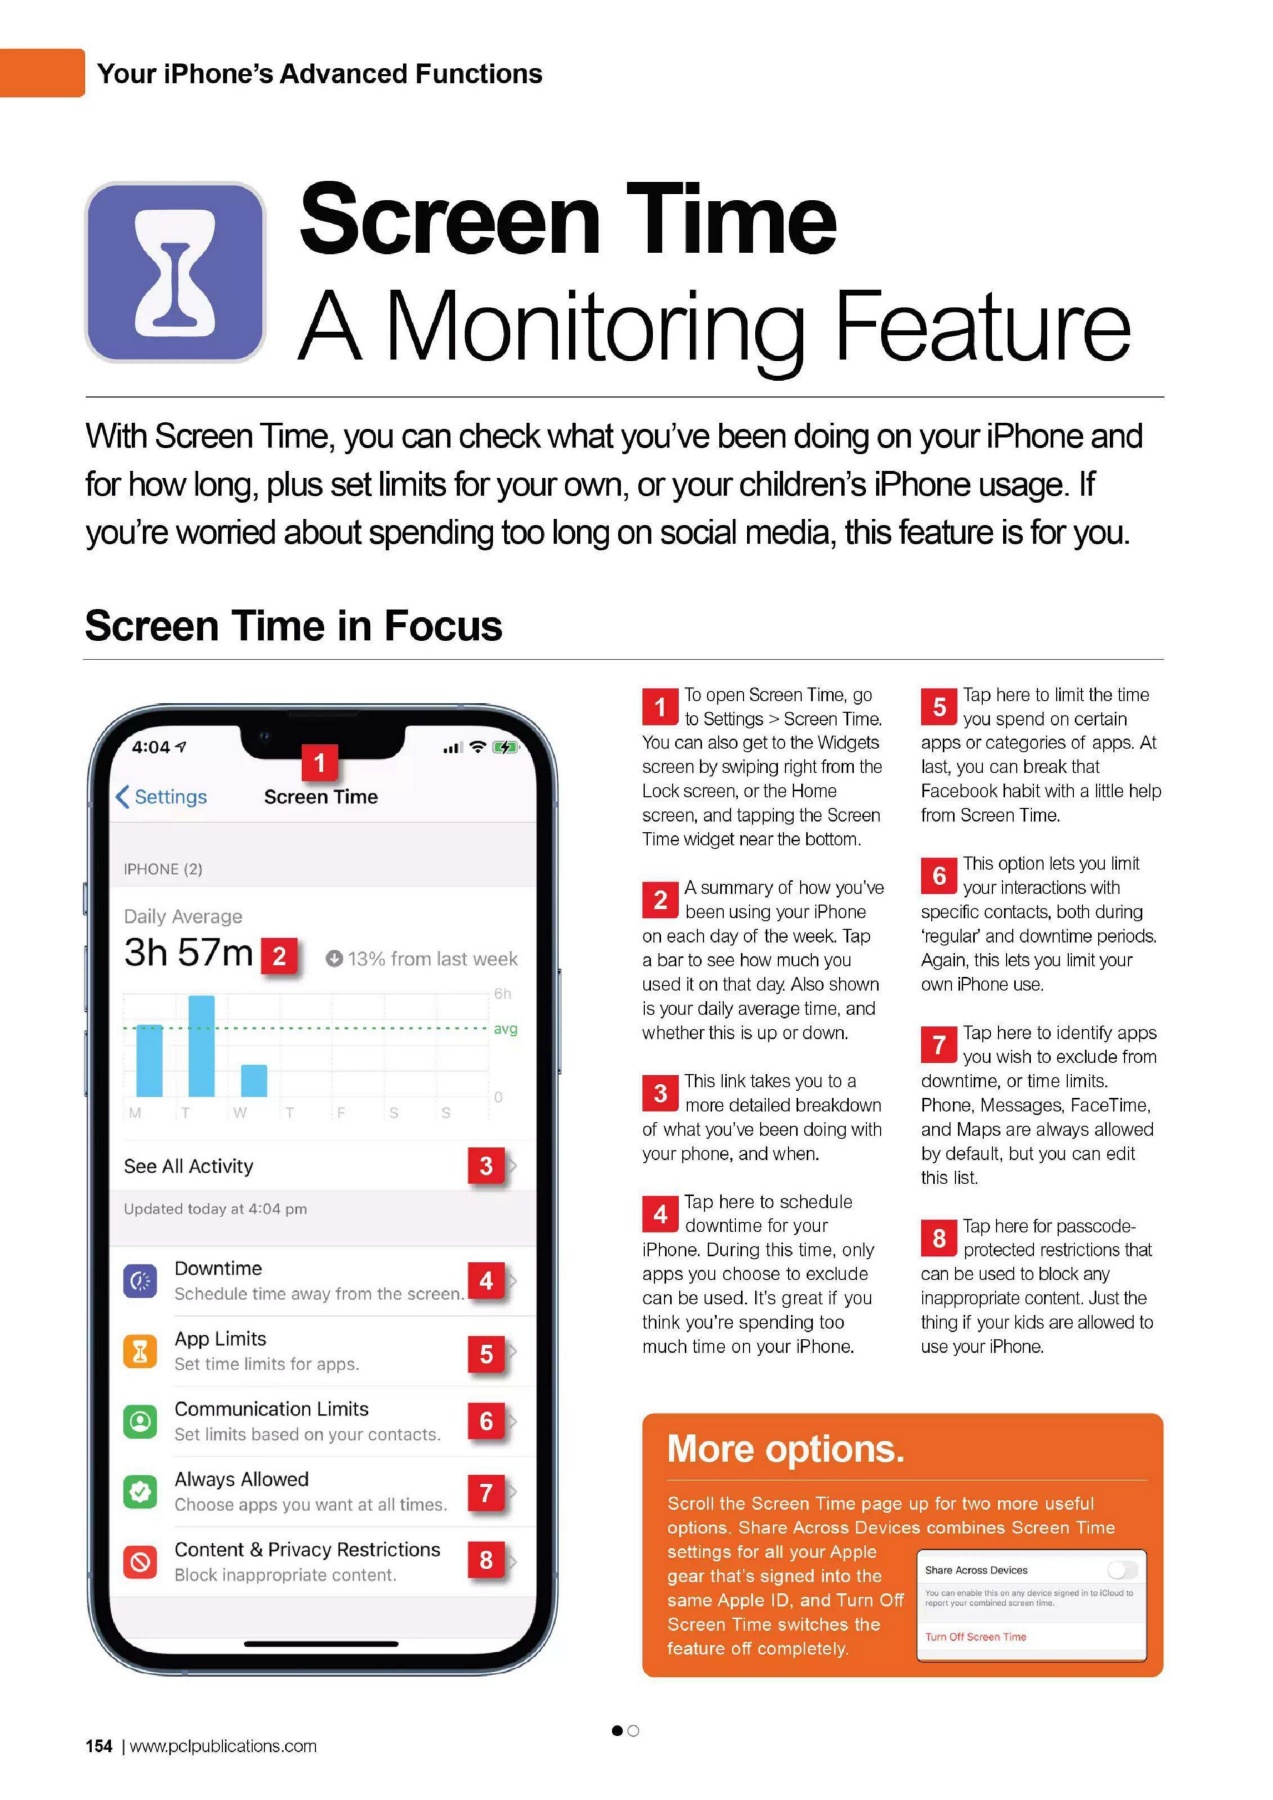 Your iPhone’s Advanced Functions
Screen Time
A Monitoring Feature
With Screen Time, you can check what you’ve been doing on your iPhone and
for how long, plus set limits for your own, or your children’s iPhone usage. If
you’re worried about spending too long on social media, this feature is for you.
Screen Time in Focus
4:04
1
Settings
Screen Time
IPHONE (2)
Daily Average
3h 57m
2
13% from last week
6h
avg
0
M T W T F S S
See All Activity
3
Updated today at 4:04 pm
Downtime
Schedule time away from the screen.
4
App Limits
Set time limits for apps.
5
Communication Limits
Set limits based on your contacts.
6
Always Allowed
Choose apps you want at all times.
7
Content & Privacy Restrictions
Block inappropriate content.
8
1 To open Screen Time, go
to Settings > Screen Time.
You can also get to the Widgets
screen by swiping right from the
Lock screen, or the Home
screen, and tapping the Screen
Time widget near the bottom.
2 A summary of how you’ve
been using your iPhone
on each day of the week. Tap
a bar to see how much you
used it on that day. Also shown
is your daily average time, and
whether this is up or down.
3 This link takes you to a
more detailed breakdown
of what you’ve been doing with
your phone, and when.
4 Tap here to schedule
downtime for your
iPhone. During this time, only
apps you choose to exclude
can be used. It’s great if you
think you’re spending too
much time on your iPhone.
5 Tap here to limit the time
you spend on certain
apps or categories of apps. At
last, you can break that
Facebook habit with a little help
from Screen Time.
6 This option lets you limit
your interactions with
specific contacts, both during
‘regular’ and downtime periods.
Again, this lets you limit your
own iPhone use.
7 Tap here to identify apps
you wish to exclude from
downtime, or time limits.
Phone, Messages, FaceTime,
and Maps are always allowed
by default, but you can edit
this list.
8 Tap here for passcode-
protected restrictions that
can be used to block any
inappropriate content. Just the
thing if your kids are allowed to
use your iPhone.
More options.
Scroll the Screen Time page up for two more useful
options. Share Across Devices combines Screen Time
settings for all your Apple
gear that’s signed into the
same Apple ID, and Turn Off
Screen Time switches the
feature off completely.
Share Across Devices
You can enable this on any device signed in to iCloud to
report your combined screen time.
Turn Off Screen Time
154 | www.pclpublications.com